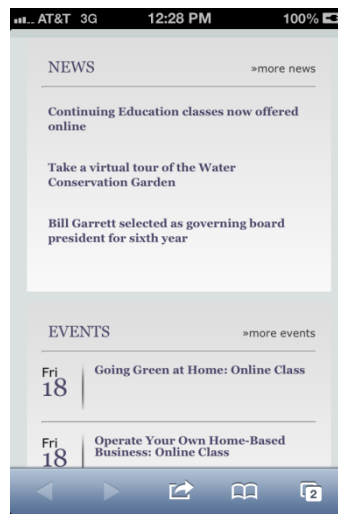 AT&T 3G 12:28 PM 100%
NEWS »more news
Continuing Education classes now offered
online
Take a virtual tour of the Water
Conservation Garden
Bill Garrett selected as governing board
president for sixth year
EVENTS »more events
Fri
18
Going Green at Home: Online Class
Fri
18
Operate Your Own Home-Based
Business: Online Class
2